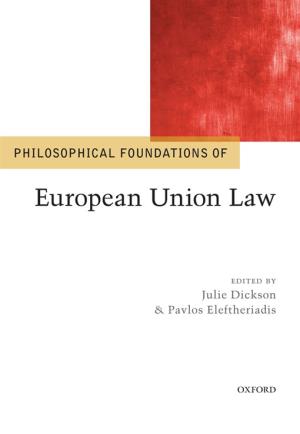 PHILOSOPHICAL FOUNDATIONS OF
European Union Law
EDITED BY
Julie Dickson
& Pavlos Eleftheriadis
OXFORD